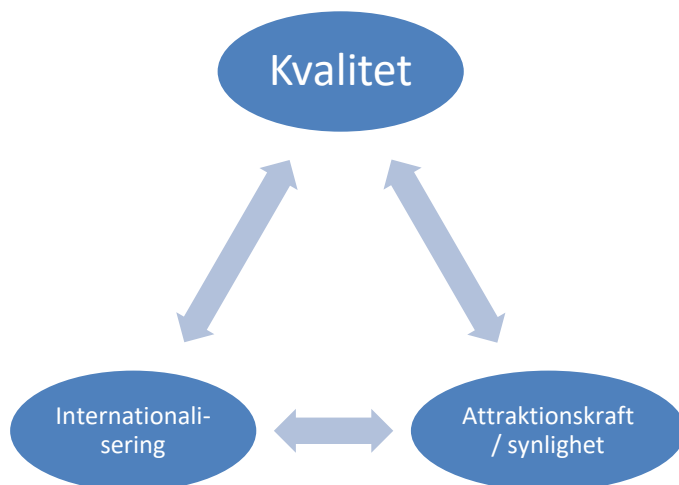 Kvalitet
Internationali-
sering
Attraktionskraft
/ synlighet